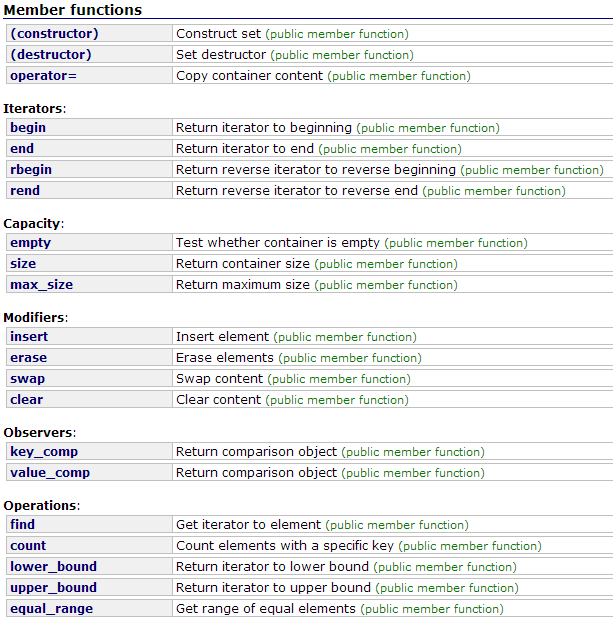 Member functions
(constructor) Construct set (public member function)
(destructor) Set destructor (public member function)
operator= Copy container content (public member function)
Iterators:
begin Return iterator to beginning (public member function)
end Return iterator to end (public member function)
rbegin Return reverse iterator to reverse beginning (public member function)
rend Return reverse iterator to reverse end (public member function)
Capacity:
empty Test whether container is empty (public member function)
size Return container size (public member function)
max_size Return maximum size (public member function)
Modifiers:
insert Insert element (public member function)
erase Erase elements (public member function)
swap Swap content (public member function)
clear Clear content (public member function)
Observers:
key_comp Return comparison object (public member function)
value_comp Return comparison object (public member function)
Operations:
find Get iterator to element (public member function)
count Count elements with a specific key (public member function)
lower_bound Return iterator to lower bound (public member function)
upper_bound Return iterator to upper bound (public member function)
equal_range Get range of equal elements (public member function)